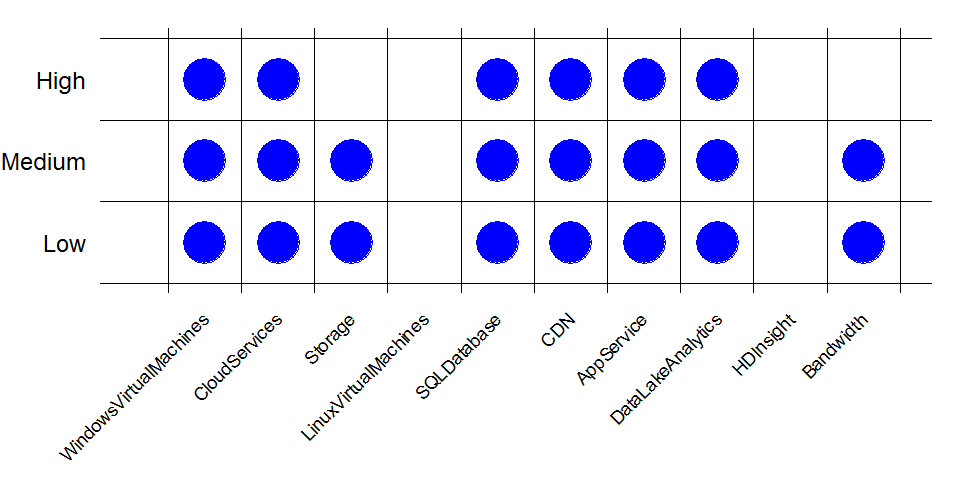 High
Medium
Low
WindowsVirtualMachines
CloudServices
Storage
LinuxVirtualMachines
SQLDatabase
CDN
AppService
DataLakeAnalytics
HDInsight
Bandwidth